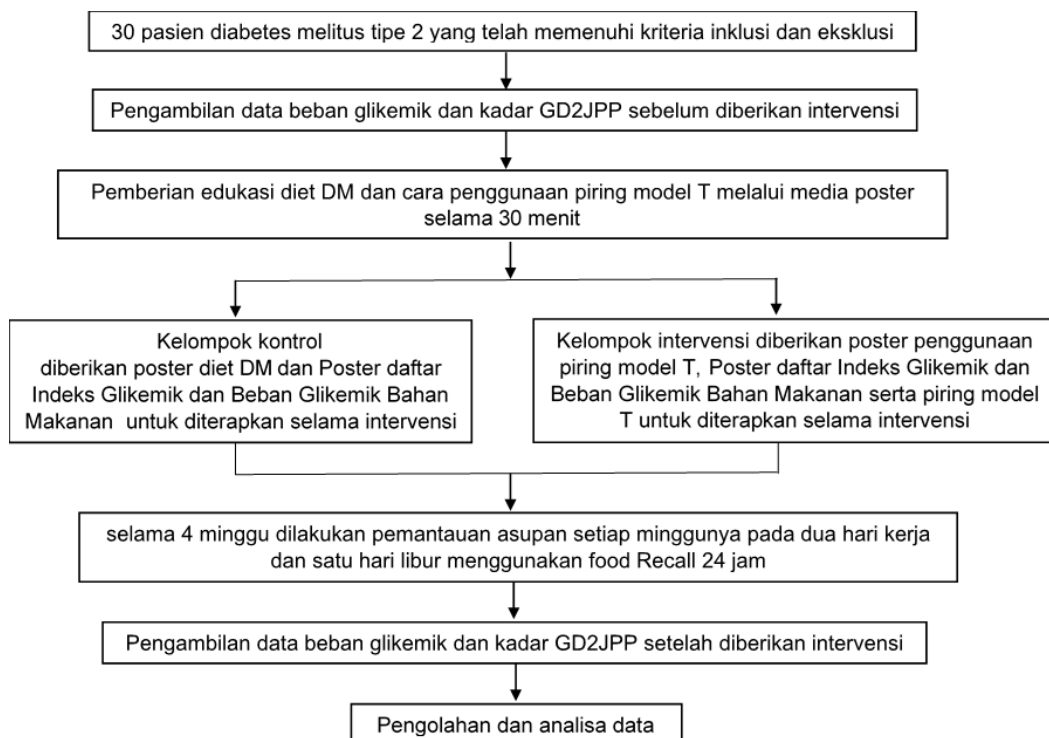 30 pasien diabetes melitus tipe 2 yang telah memenuhi kriteria inklusi dan eksklusi
Pengambilan data beban glikemik dan kadar GD2JPP sebelum diberikan intervensi
Pemberian edukasi diet DM dan cara penggunaan piring model T melalui media poster
selama 30 menit
Kelompok kontrol
diberikan poster diet DM dan Poster daftar
Indeks Glikemik dan Beban Glikemik Bahan
Makanan untuk diterapkan selama intervensi
Kelompok intervensi diberikan poster penggunaan
piring model T, Poster daftar Indeks Glikemik dan
Beban Glikemik Bahan Makanan serta piring model
T untuk diterapkan selama intervensi
selama 4 minggu dilakukan pemantauan asupan setiap minggunya pada dua hari kerja
dan satu hari libur menggunakan food Recall 24 jam
Pengambilan data beban glikemik dan kadar GD2JPP setelah diberikan intervensi
Pengolahan dan analisa data